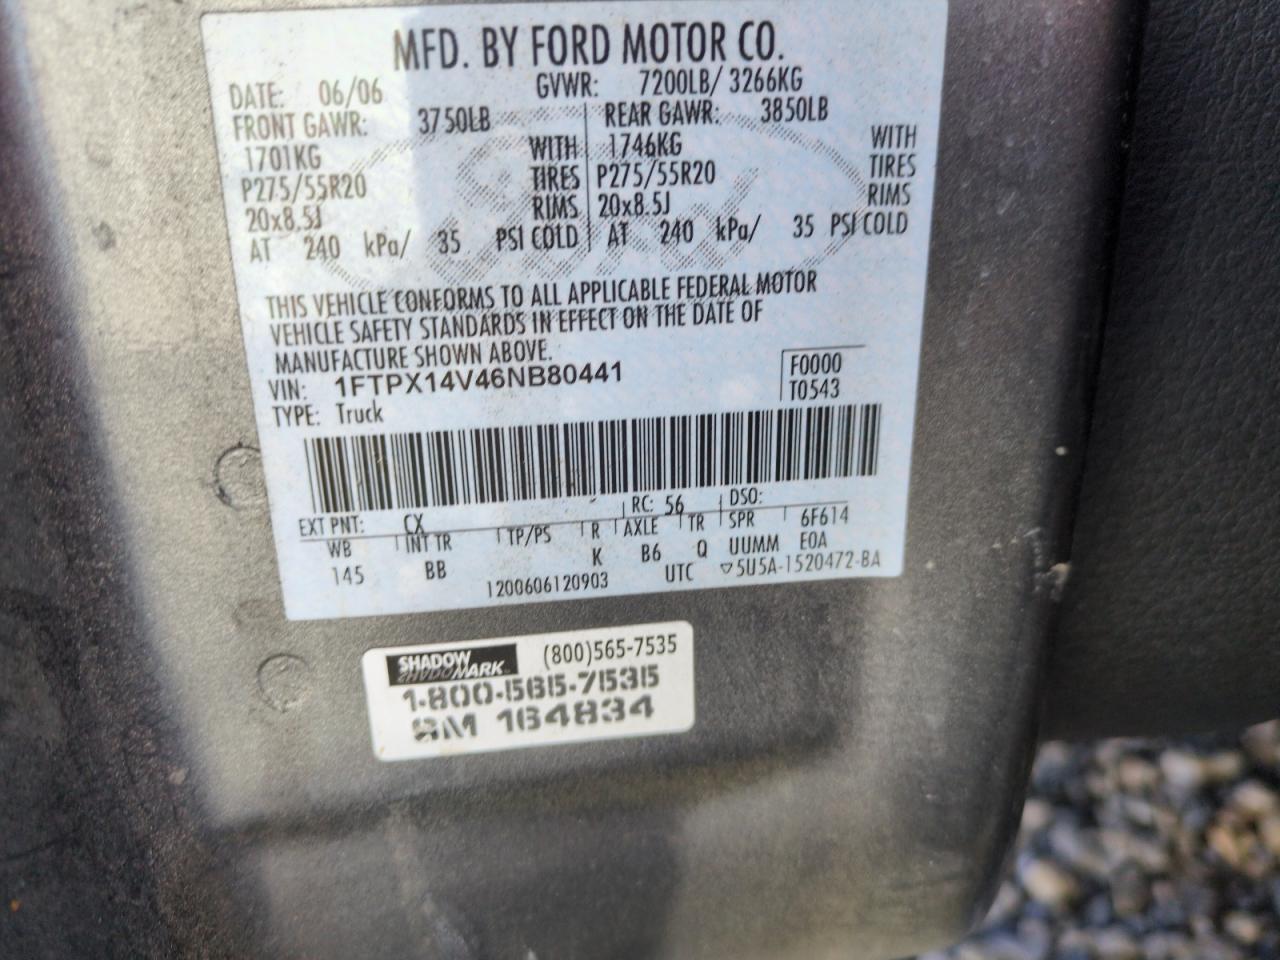 MFD. BY FORD MOTOR CO.
DATE: 06/06 GVWR: 7200LB/ 3266KG
FRONT GAWR: 3750LB REAR GAWR: 3850LB
1701KG WITH 1746KG WITH
P275/55R20 TIRES P275/55R20 TIRES
20x8.5J RIMS 20x8.5J RIMS
AT 240 kPa/ 35 PSI COLD AT 240 kPa/ 35 PSI COLD
THIS VEHICLE CONFORMS TO ALL APPLICABLE FEDERAL MOTOR
VEHICLE SAFETY STANDARDS IN EFFECT ON THE DATE OF
MANUFACTURE SHOWN ABOVE.
VIN: 1FTPX14V46NB80441 F0000
TYPE: Truck T0543
EXT PNT: CX RC: 56 DSO:
WB INT TR TP/PS R AXLE TR SPR 6F614
145 BB K B6 Q UUMM E0A
1200606120903 UTC ▽5U5A-1520472-BA
SHADOW MARK (800)565-7535
1-800-565-7535
SM 164834